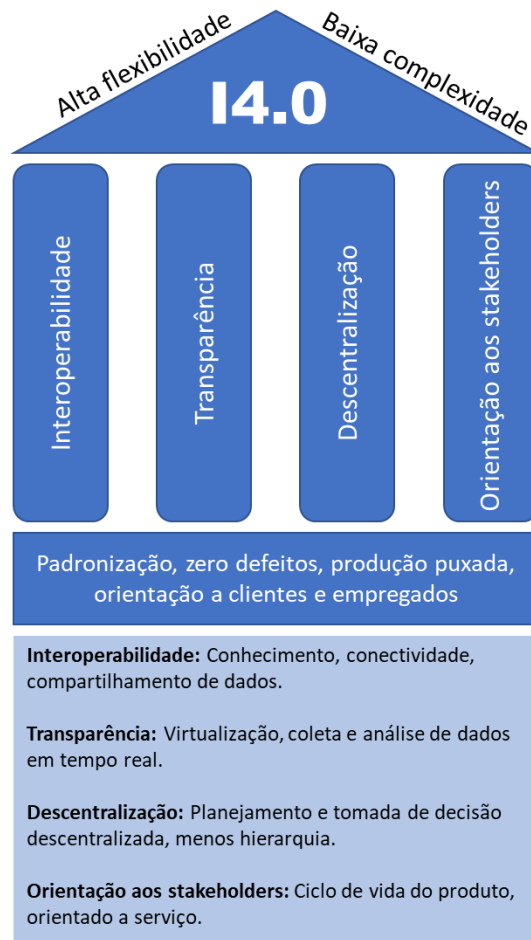 Alta flexibilidade
Baixa complexidade
I4.0
Interoperabilidade
Transparência
Descentralização
Orientação aos stakeholders
Padronização, zero defeitos, produção puxada,
orientação a clientes e empregados
Interoperabilidade: Conhecimento, conectividade,
compartilhamento de dados.
Transparência: Virtualização, coleta e análise de dados
em tempo real.
Descentralização: Planejamento e tomada de decisão
descentralizada, menos hierarquia.
Orientação aos stakeholders: Ciclo de vida do produto,
orientado a serviço.